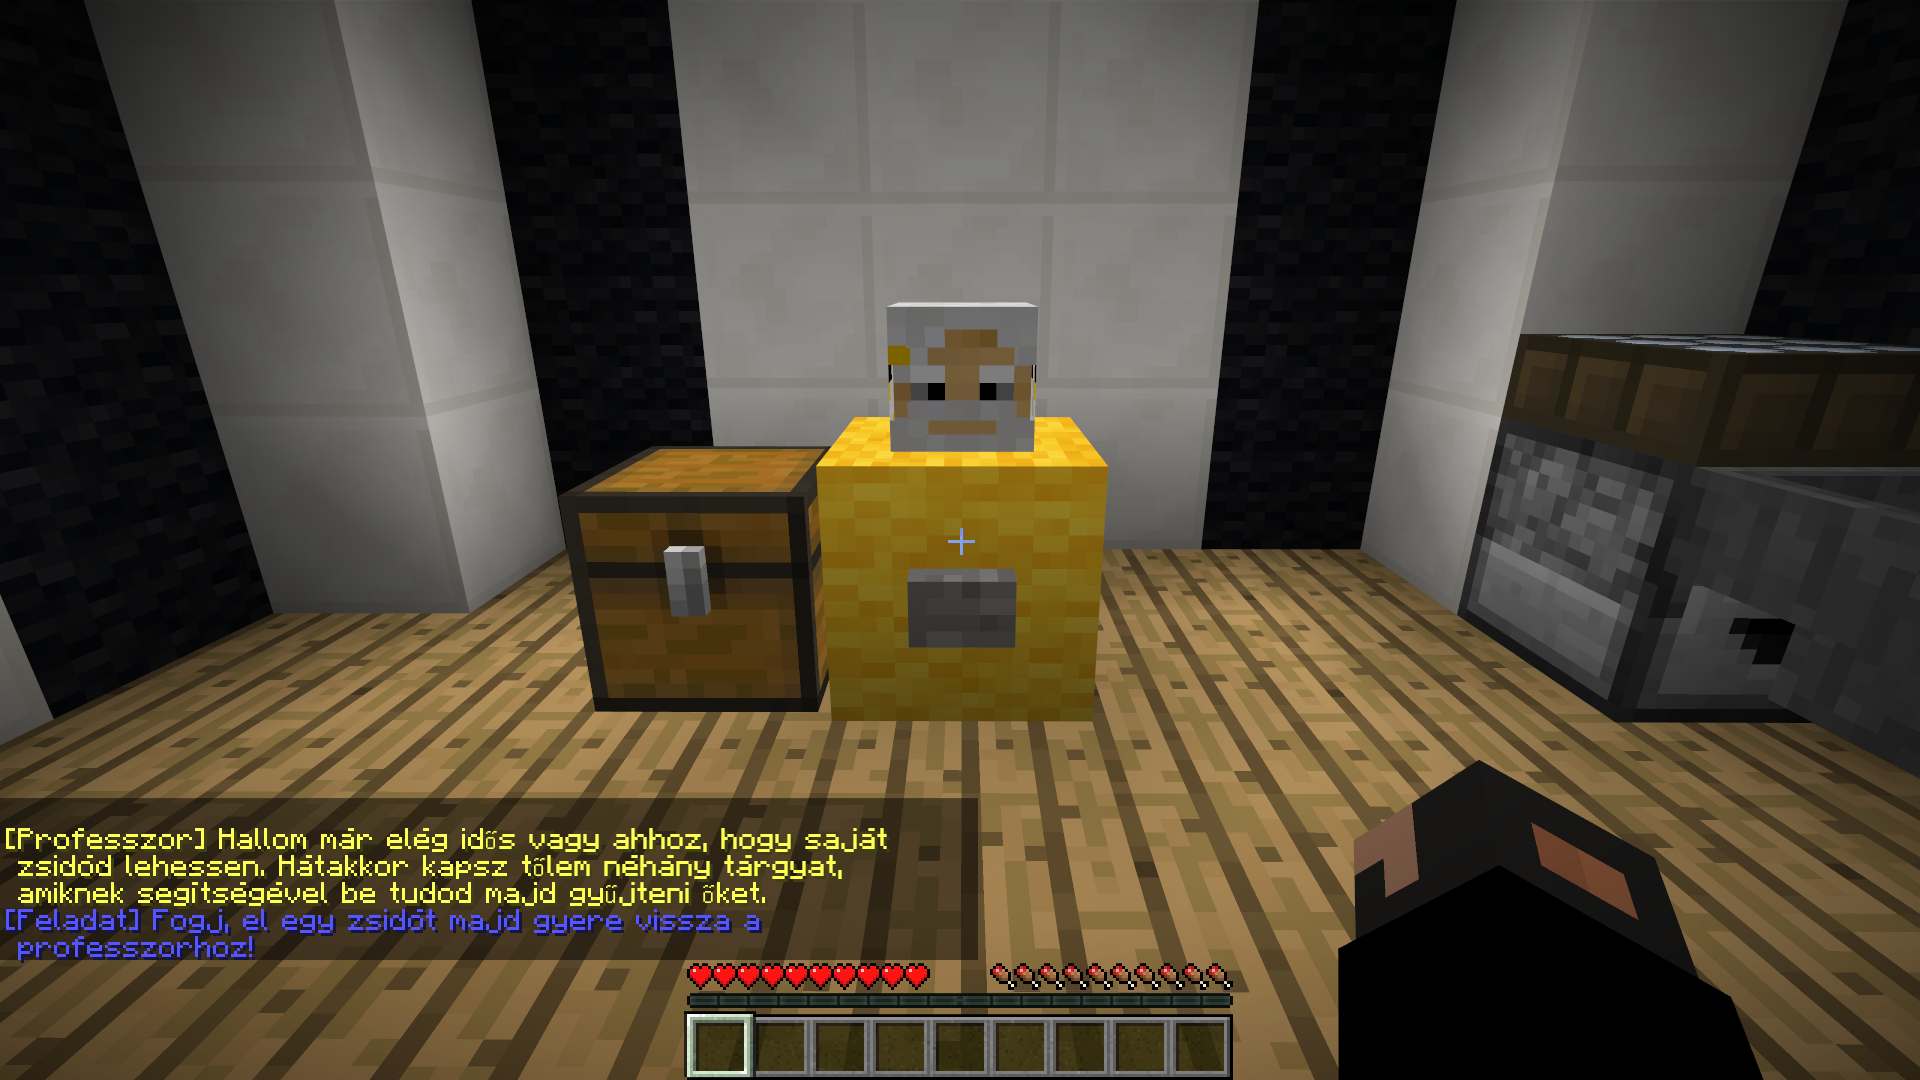 [Professzor] Hallom már elég idős vagy ahhoz, hogy saját
zsidód lehessen. Hátakkor kapsz tőlem néhány tárgyat,
amiknek segítségével be tudod majd gyűjteni őket.
[Feladat] Fogj, el egy zsidót majd gyere vissza a
professzorhoz!